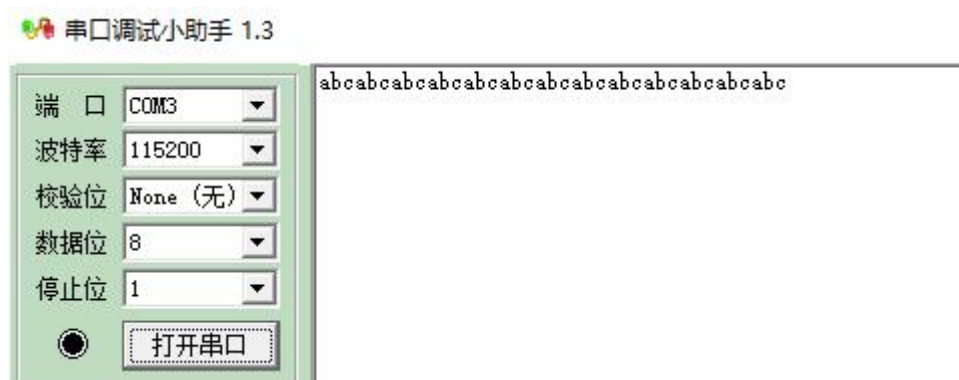 串口调试小助手 1.3
端 口 COM3
波特率 115200
校验位 None (无)
数据位 8
停止位 1
打开串口
abcabcabcabcabcabcabcabcabcabcabcabcabc